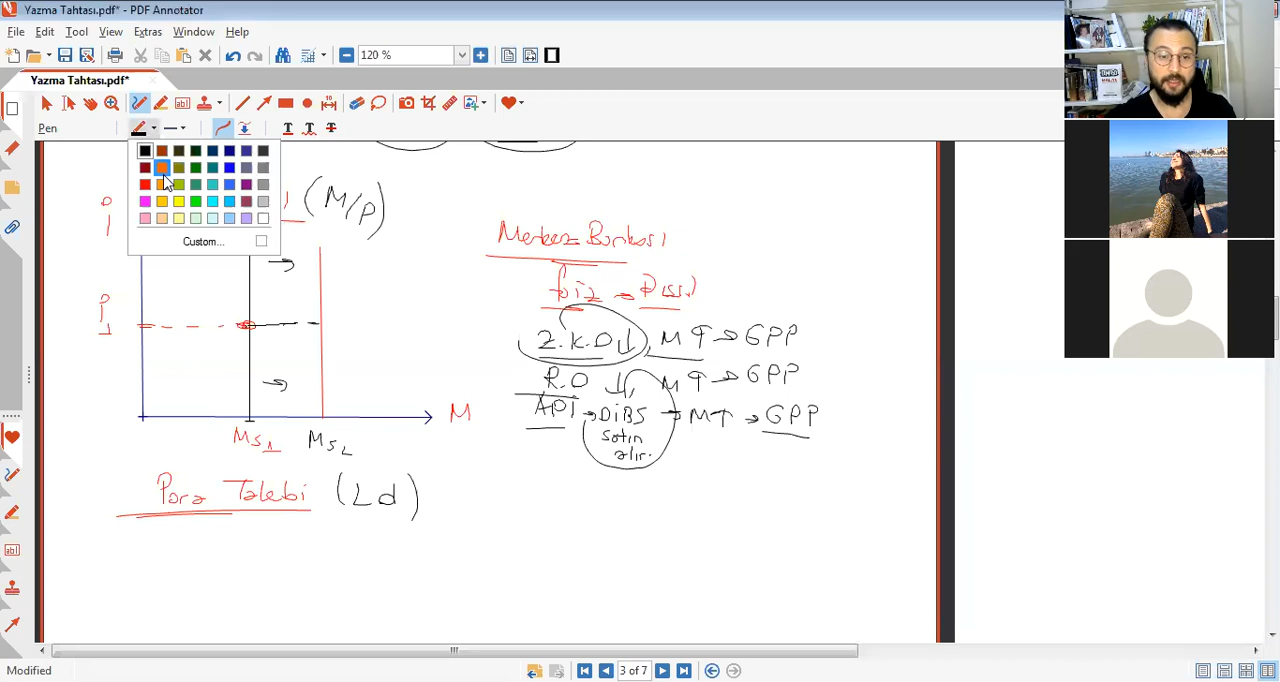 Yazma Tahtası.pdf* - PDF Annotator
File Edit Tool View Extras Window Help
120 %
Yazma Tahtası.pdf*
Pen
Custom...
(M/p)
i
i
1
M
Ms1 Ms2
Para Talebi (Ld)
Merkez Bankası
faiz →
Z.K.O ↓, M ↑ → GPP
R.O ↓, M ↑ → GPP
APİ → DİBS → M↑ → GPP
satın
alır.
Modified
3 of 7